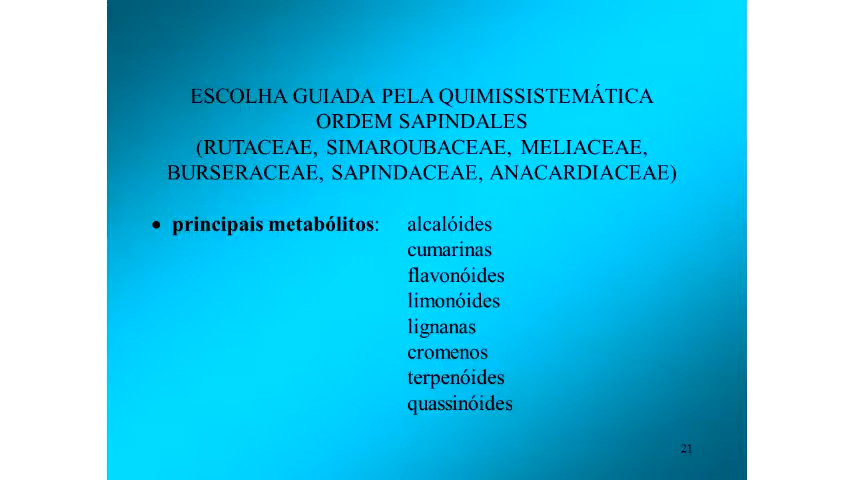 ESCOLHA GUIADA PELA QUIMISSISTEMÁTICA
ORDEM SAPINDALES
(RUTACEAE, SIMAROUBACEAE, MELIACEAE,
BURSERACEAE, SAPINDACEAE, ANACARDIACEAE)
• principais metabólitos: alcalóides
cumarinas
flavonóides
limonóides
lignanas
cromenos
terpenóides
quassinóides
21